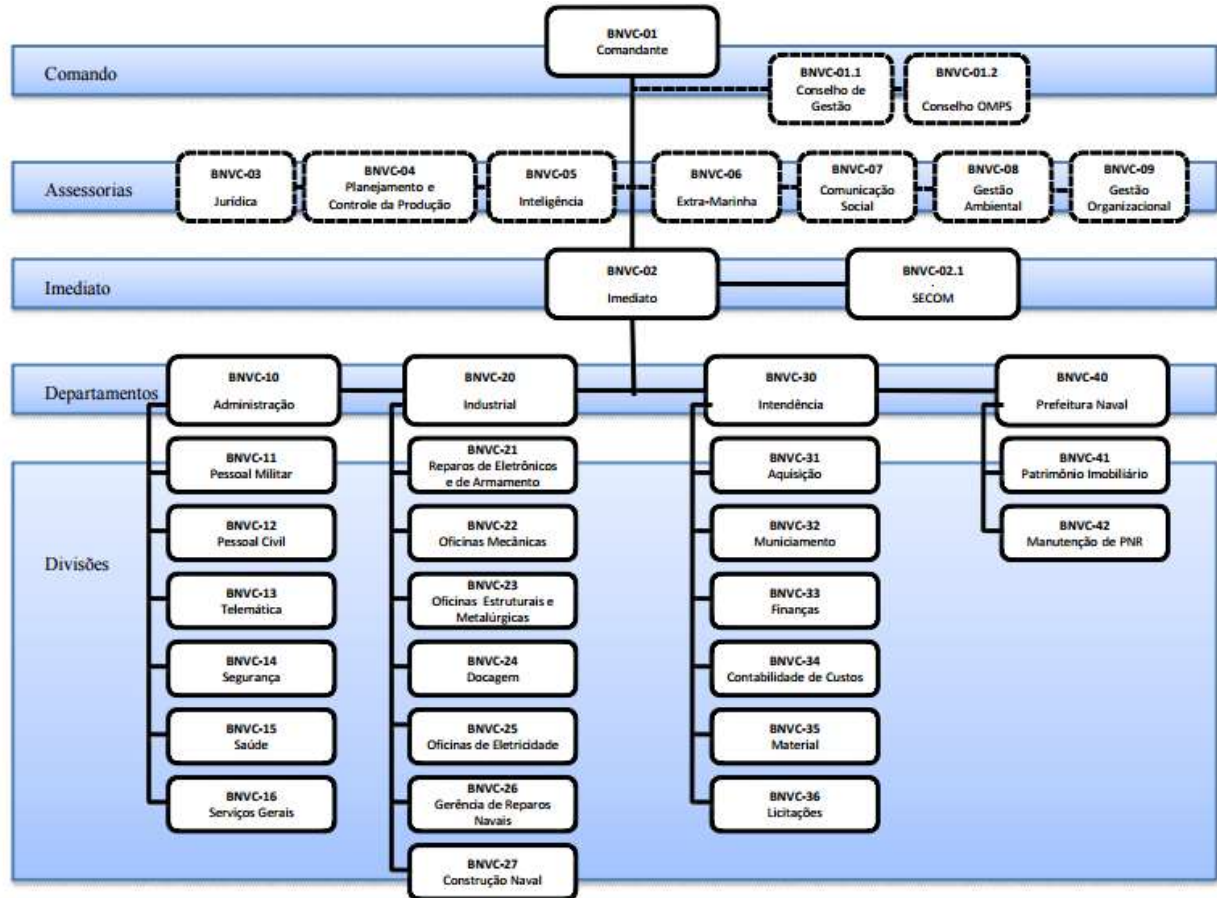 BNVC-01
Comandante
Comando
BNVC-01.1
Conselho de
Gestão
BNVC-01.2
Conselho OMPS
Assessorias
BNVC-03
Jurídica
BNVC-04
Planejamento e
Controle da Produção
BNVC-05
Inteligência
BNVC-06
Extra-Marinha
BNVC-07
Comunicação
Social
BNVC-08
Gestão
Ambiental
BNVC-09
Gestão
Organizacional
Imediato
BNVC-02
Imediato
BNVC-02.1
.
SECOM
Departamentos
BNVC-10
Administração
BNVC-20
Industrial
BNVC-30
Intendência
BNVC-40
Prefeitura Naval
Divisões
BNVC-11
Pessoal Militar
BNVC-12
Pessoal Civil
BNVC-13
Telemática
BNVC-14
Segurança
BNVC-15
Saúde
BNVC-16
Serviços Gerais
BNVC-21
Reparos de Eletrônicos
e de Armamento
BNVC-22
Oficinas Mecânicas
BNVC-23
Oficinas Estruturais e
Metalúrgicas
BNVC-24
Docagem
BNVC-25
Oficinas de Eletricidade
BNVC-26
Gerência de Reparos
Navais
BNVC-27
Construção Naval
BNVC-31
Aquisição
BNVC-32
Municiamento
BNVC-33
Finanças
BNVC-34
Contabilidade de Custos
BNVC-35
Material
BNVC-36
Licitações
BNVC-41
Patrimônio Imobiliário
BNVC-42
Manutenção de PNR